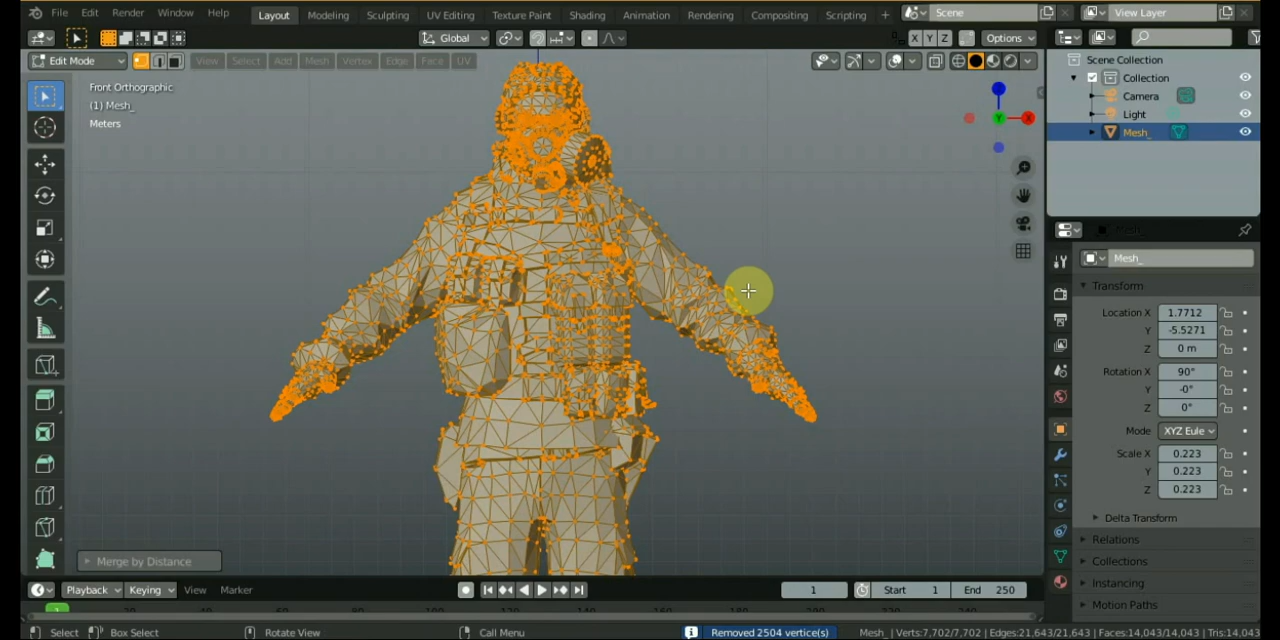 File Edit Render Window Help Layout Modeling Sculpting UV Editing Texture Paint Shading Animation Rendering Compositing Scripting + Scene View Layer
Global X Y Z Options
Edit Mode View Select Add Mesh Vertex Edge Face UV
Front Orthographic
(1) Mesh_
Meters
Z
Y
X
Scene Collection
Collection
Camera
Light
Mesh_
Mesh_
Mesh_
Transform
Location X 1.7712
Y -5.5271
Z 0 m
Rotation X 90°
Y -0°
Z 0°
Mode XYZ Eule
Scale X 0.223
Y 0.223
Z 0.223
Delta Transform
Relations
Collections
Instancing
Motion Paths
Merge by Distance
Playback Keying View Marker 1 Start 1 End 250
1
Select Box Select Rotate View Call Menu Removed 2504 vertice(s) Mesh_ | Verts:7,702/7,702 | Edges:21,643/21,643 | Faces:14,043/14,043 | Tris:14,043